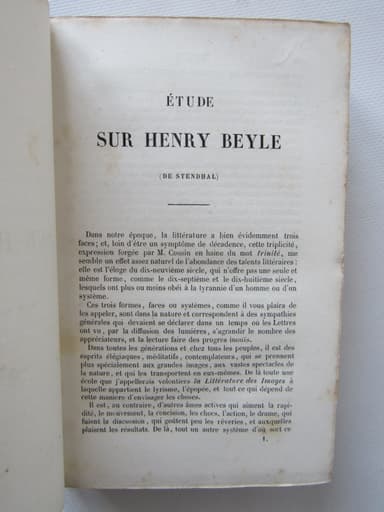 ÉTUDE
SUR HENRY BEYLE
(DE STENDHAL)
Dans notre époque, la littérature a bien évidemment trois
faces; et, loin d'être un symptôme de décadence, cette triplicité,
expression forgée par M. Cousin en haine du mot trinité, me
semble un effet assez naturel de l'abondance des talents littéraires :
elle est l'éloge du dix-neuvième siècle, qui n'offre pas une seule et
même forme, comme le dix-septième et le dix-huitième siècle,
lesquels ont plus ou moins obéi à la tyrannie d'un homme ou d'un
système.
Ces trois formes, faces ou systèmes, comme il vous plaira de
les appeler, sont dans la nature et correspondent à des sympathies
générales qui devaient se déclarer dans un temps où les Lettres
ont vu, par la diffusion des lumières, s'agrandir le nombre des
appréciateurs, et la lecture faire des progrès inouïs.
Dans toutes les générations et chez tous les peuples, il est des
esprits élégiaques, méditatifs, contemplateurs, qui se prennent
plus spécialement aux grandes images, aux vastes spectacles de
la nature, et qui les transportent en eux-mêmes. De là toute une
école que j'appellerais volontiers la Littérature des Images à
laquelle appartient le lyrisme, l'épopée, et tout ce qui dépend de
cette manière d'envisager les choses.
Il est, au contraire, d'autres âmes actives qui aiment la rapi-
dité, le mouvement, la concision, les chocs, l'action, le drame, qui
fuient la discussion, qui goûtent peu les rêveries, et auxquelles
plaisent les résultats. De là, tout un autre système d'où sort ce
1.